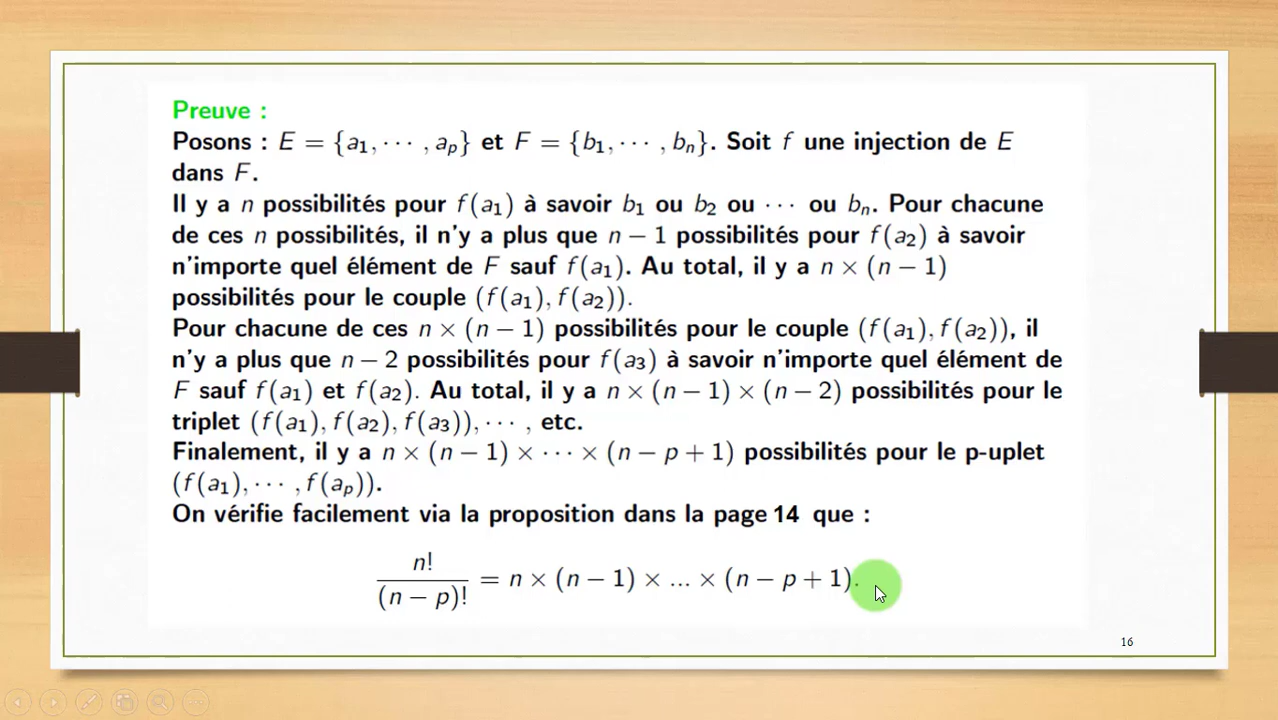 Preuve :
Posons : E = {a₁, ··· , aₚ} et F = {b₁, ··· , bₙ}. Soit f une injection de E
dans F.
Il y a n possibilités pour f(a₁) à savoir b₁ ou b₂ ou ··· ou bₙ. Pour chacune
de ces n possibilités, il n'y a plus que n − 1 possibilités pour f(a₂) à savoir
n'importe quel élément de F sauf f(a₁). Au total, il y a n × (n − 1)
possibilités pour le couple (f(a₁), f(a₂)).
Pour chacune de ces n × (n − 1) possibilités pour le couple (f(a₁), f(a₂)), il
n'y a plus que n − 2 possibilités pour f(a₃) à savoir n'importe quel élément de
F sauf f(a₁) et f(a₂). Au total, il y a n × (n − 1) × (n − 2) possibilités pour le
triplet (f(a₁), f(a₂), f(a₃)), ··· , etc.
Finalement, il y a n × (n − 1) × ··· × (n − p + 1) possibilités pour le p-uplet
(f(a₁), ··· , f(aₚ)).
On vérifie facilement via la proposition dans la page 14 que :
n!/(n − p)! = n × (n − 1) × ... × (n − p + 1).
16